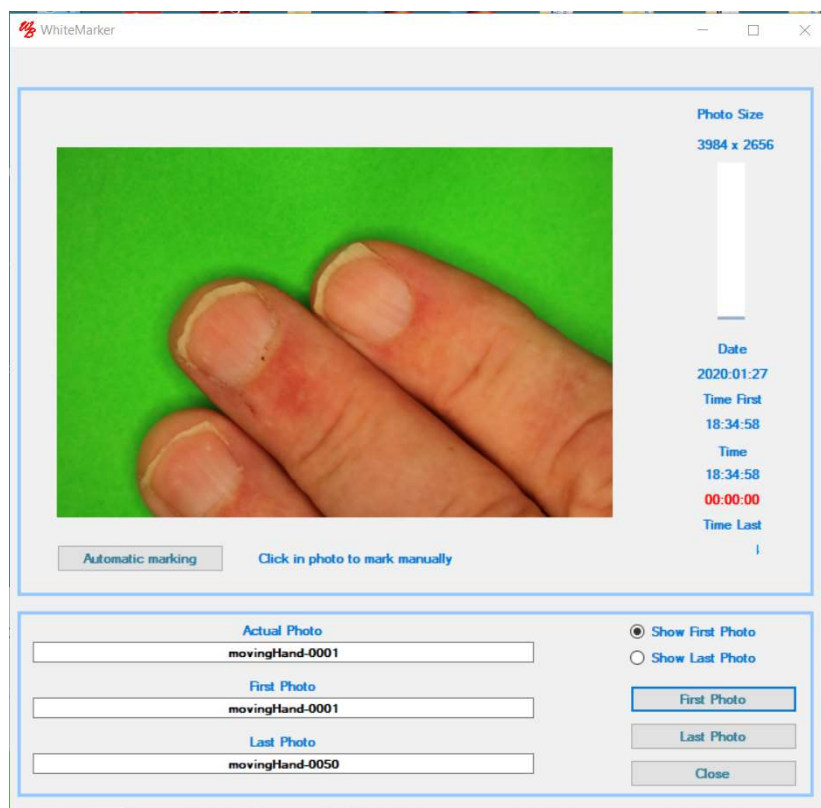 WhiteMarker
Photo Size
3984 x 2656
Date
2020:01:27
Time First
18:34:58
Time
18:34:58
00:00:00
Time Last
Automatic marking
Click in photo to mark manually
Actual Photo
movingHand-0001
First Photo
movingHand-0001
Last Photo
movingHand-0050
Show First Photo
Show Last Photo
First Photo
Last Photo
Close